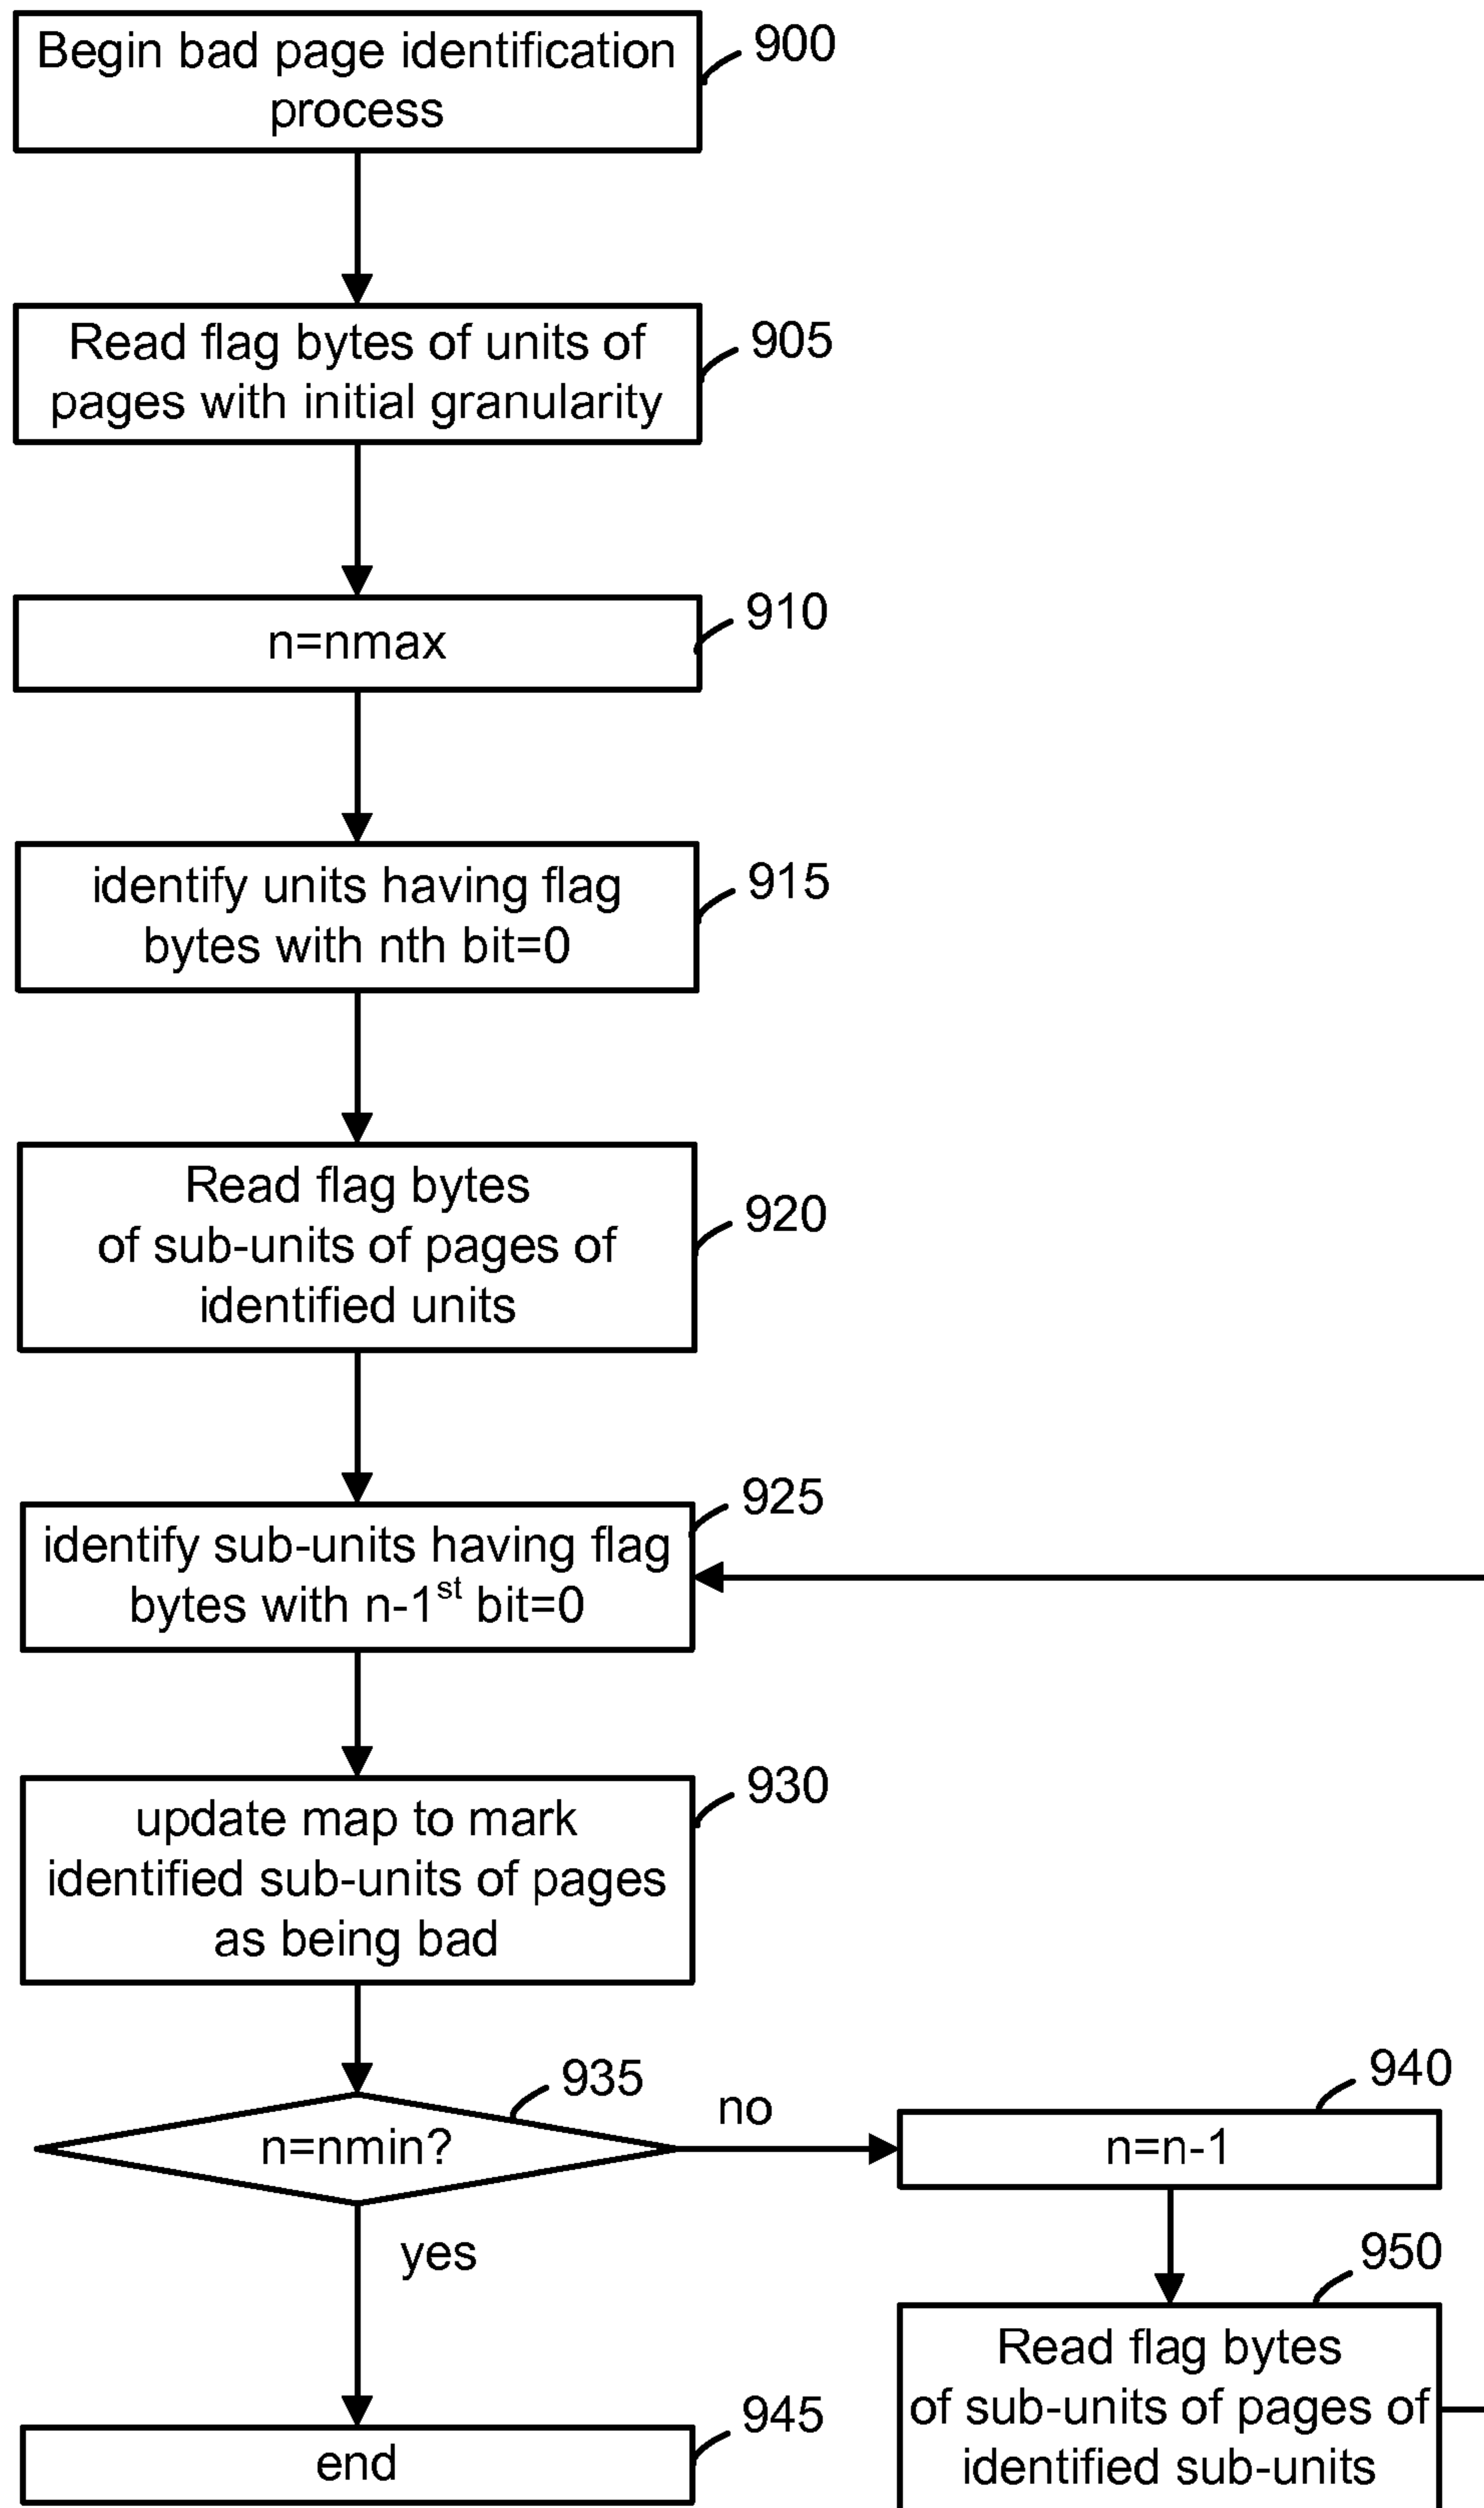 Begin bad page identification
process
900
Read flag bytes of units of
pages with initial granularity
905
n=nmax
910
identify units having flag
bytes with nth bit=0
915
Read flag bytes
of sub-units of pages of
identified units
920
identify sub-units having flag
bytes with n-1st bit=0
925
update map to mark
identified sub-units of pages
as being bad
930
n=nmin?
935
no
yes
n=n-1
940
Read flag bytes
of sub-units of pages of
identified sub-units
950
end
945